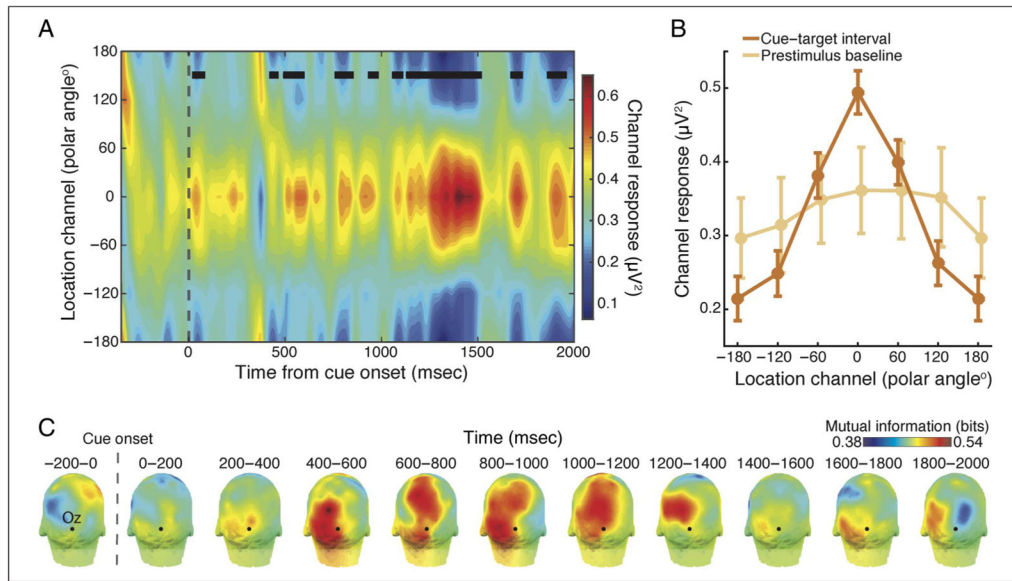 A
180
120
60
0
−60
−120
−180
Location channel (polar angleº)
0
500
1000
1500
2000
Time from cue onset (msec)
0.6
0.5
0.4
0.3
0.2
0.1
Channel response
(μV²)
B
Cue−target interval
Prestimulus baseline
0.5
0.4
0.3
0.2
Channel response (μV²)
−180
−120
−60
0
60
120
180
Location channel (polar angleº)
C
Cue onset
Time (msec)
Mutual information (bits)
0.38
0.54
−200−0
0−200
200−400
400−600
600−800
800−1000
1000−1200
1200−1400
1400−1600
1600−1800
1800−2000
Oz